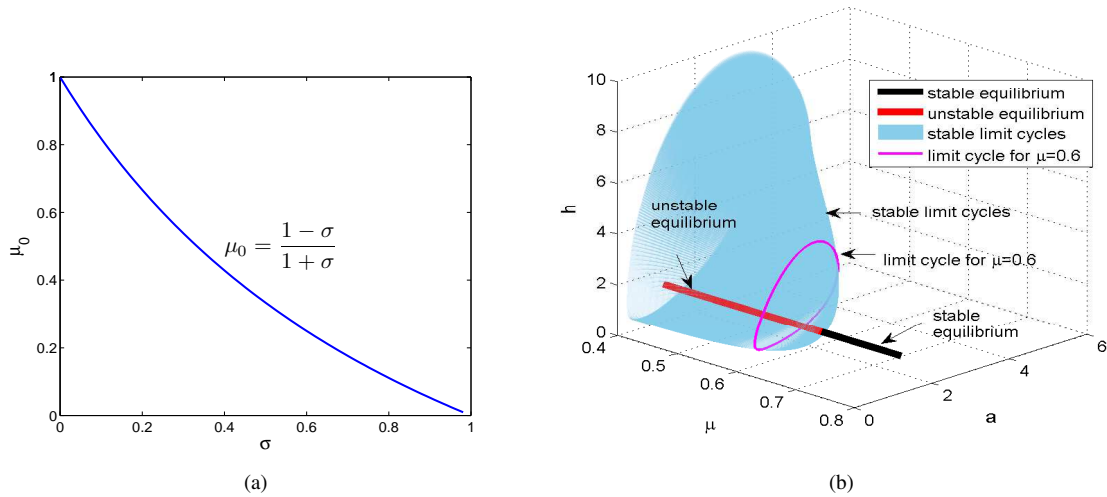 1
0.8
0.6
0.4
0.2
0
0 0.2 0.4 0.6 0.8 1
μ₀
σ
μ₀ = (1 − σ)/(1 + σ)
(a)
10
8
6
4
2
0
h
0.4 0.5 0.6 0.7 0.8
μ
0 2 4 6
a
stable equilibrium
unstable equilibrium
stable limit cycles
limit cycle for μ=0.6
unstable
equilibrium
stable limit cycles
limit cycle for μ=0.6
stable
equilibrium
(b)